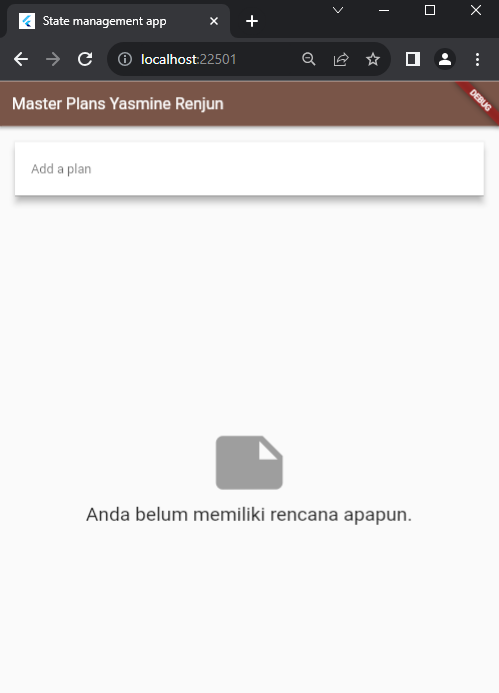 State management app
localhost:22501
Master Plans Yasmine Renjun
DEBUG
Add a plan
Anda belum memiliki rencana apapun.